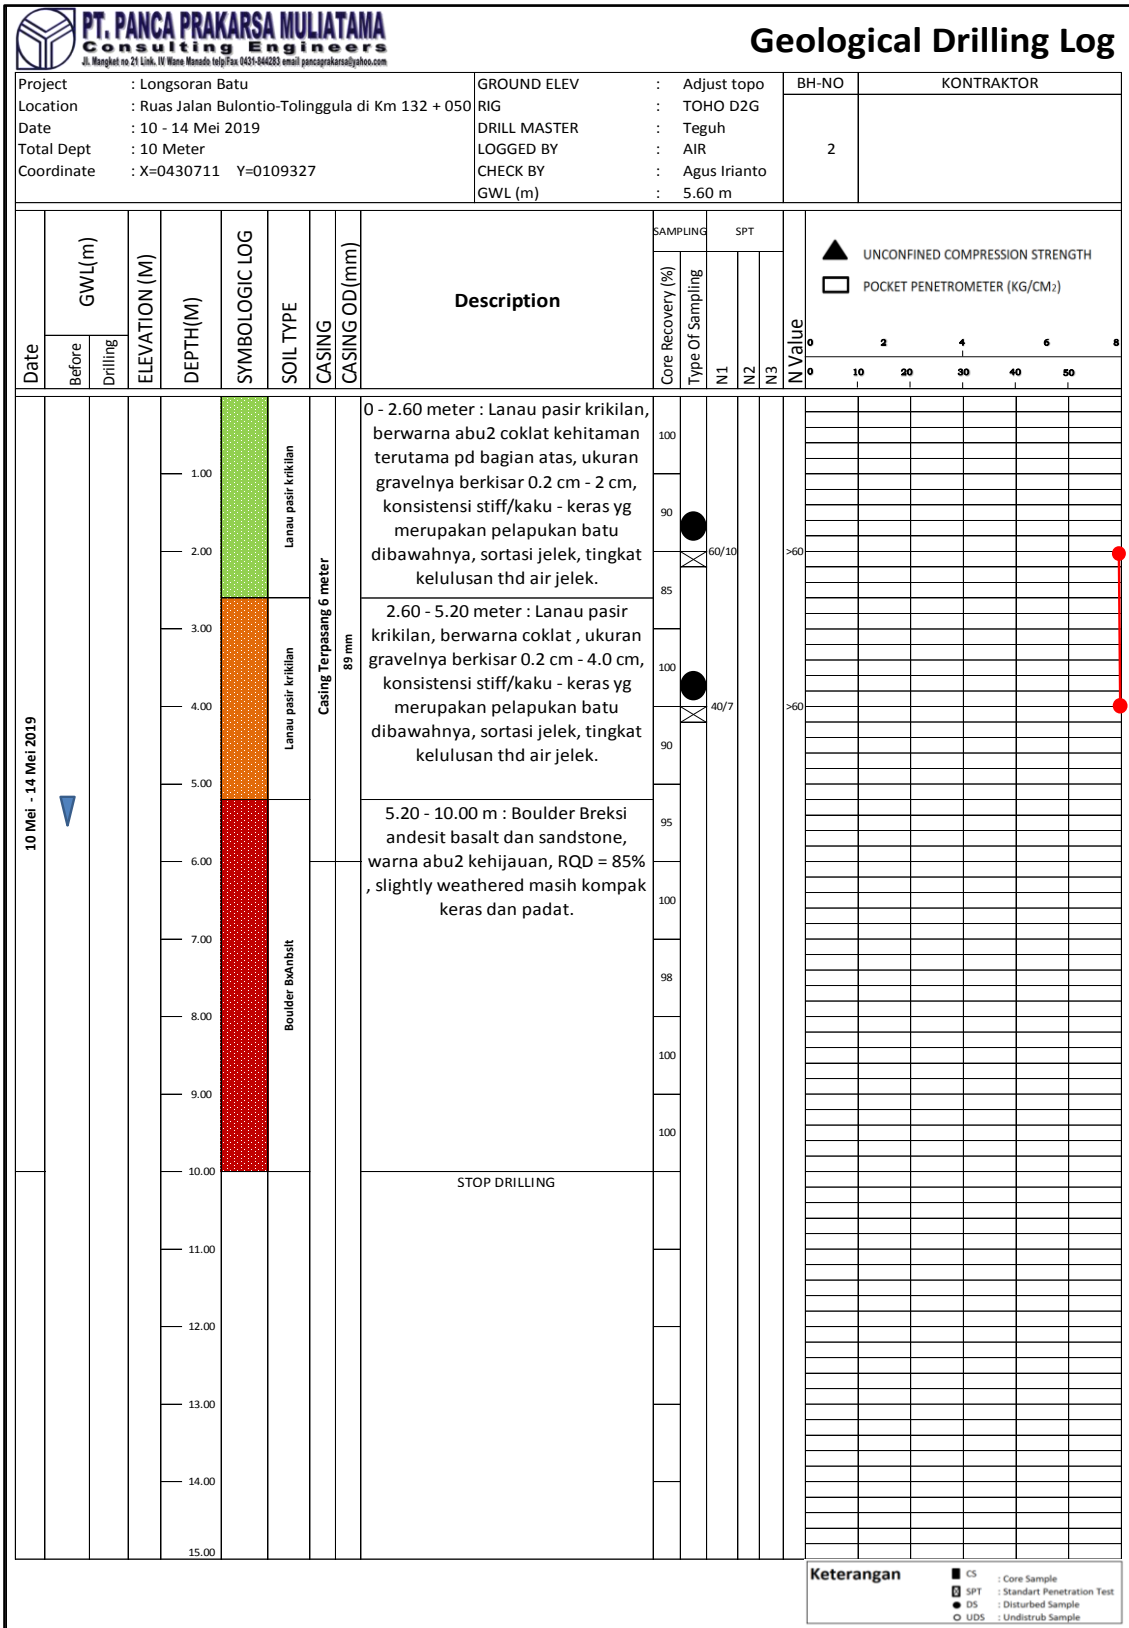 PT. PANCA PRAKARSA MULIATAMA
Consulting Engineers
Jl. Mangket no 21 Link. IV Wane Manado telp/Fax 0431-844283 email pancaprakarsa@yahoo.com
Geological Drilling Log
Project : Longsoran Batu
Location : Ruas Jalan Bulontio-Tolinggula di Km 132 + 050
Date : 10 - 14 Mei 2019
Total Dept : 10 Meter
Coordinate : X=0430711 Y=0109327
GROUND ELEV : Adjust topo
RIG : TOHO D2G
DRILL MASTER : Teguh
LOGGED BY : AIR
CHECK BY : Agus Irianto
GWL (m) : 5.60 m
BH-NO
2
KONTRAKTOR
Date
GWL(m)
Before
Drilling
ELEVATION (M)
DEPTH(M)
SYMBOLOGIC LOG
SOIL TYPE
CASING
CASING OD(mm)
Description
SAMPLING
Core Recovery (%)
Type Of Sampling
SPT
N1
N2
N3
N Value
UNCONFINED COMPRESSION STRENGTH
POCKET PENETROMETER (KG/CM2)
0 2 4 6 8
0 10 20 30 40 50
10 Mei - 14 Mei 2019
1.00
2.00
3.00
4.00
5.00
6.00
7.00
8.00
9.00
10.00
11.00
12.00
13.00
14.00
15.00
Lanau pasir krikilan
Lanau pasir krikilan
Boulder BxAnbslt
Casing Terpasang 6 meter
89 mm
0 - 2.60 meter : Lanau pasir krikilan,
berwarna abu2 coklat kehitaman
terutama pd bagian atas, ukuran
gravelnya berkisar 0.2 cm - 2 cm,
konsistensi stiff/kaku - keras yg
merupakan pelapukan batu
dibawahnya, sortasi jelek, tingkat
kelulusan thd air jelek.
2.60 - 5.20 meter : Lanau pasir
krikilan, berwarna coklat , ukuran
gravelnya berkisar 0.2 cm - 4.0 cm,
konsistensi stiff/kaku - keras yg
merupakan pelapukan batu
dibawahnya, sortasi jelek, tingkat
kelulusan thd air jelek.
5.20 - 10.00 m : Boulder Breksi
andesit basalt dan sandstone,
warna abu2 kehijauan, RQD = 85%
, slightly weathered masih kompak
keras dan padat.
STOP DRILLING
100
90
85
100
90
95
100
98
100
100
60/10
40/7
>60
>60
Keterangan
CS : Core Sample
SPT : Standart Penetration Test
DS : Disturbed Sample
UDS : Undistrub Sample